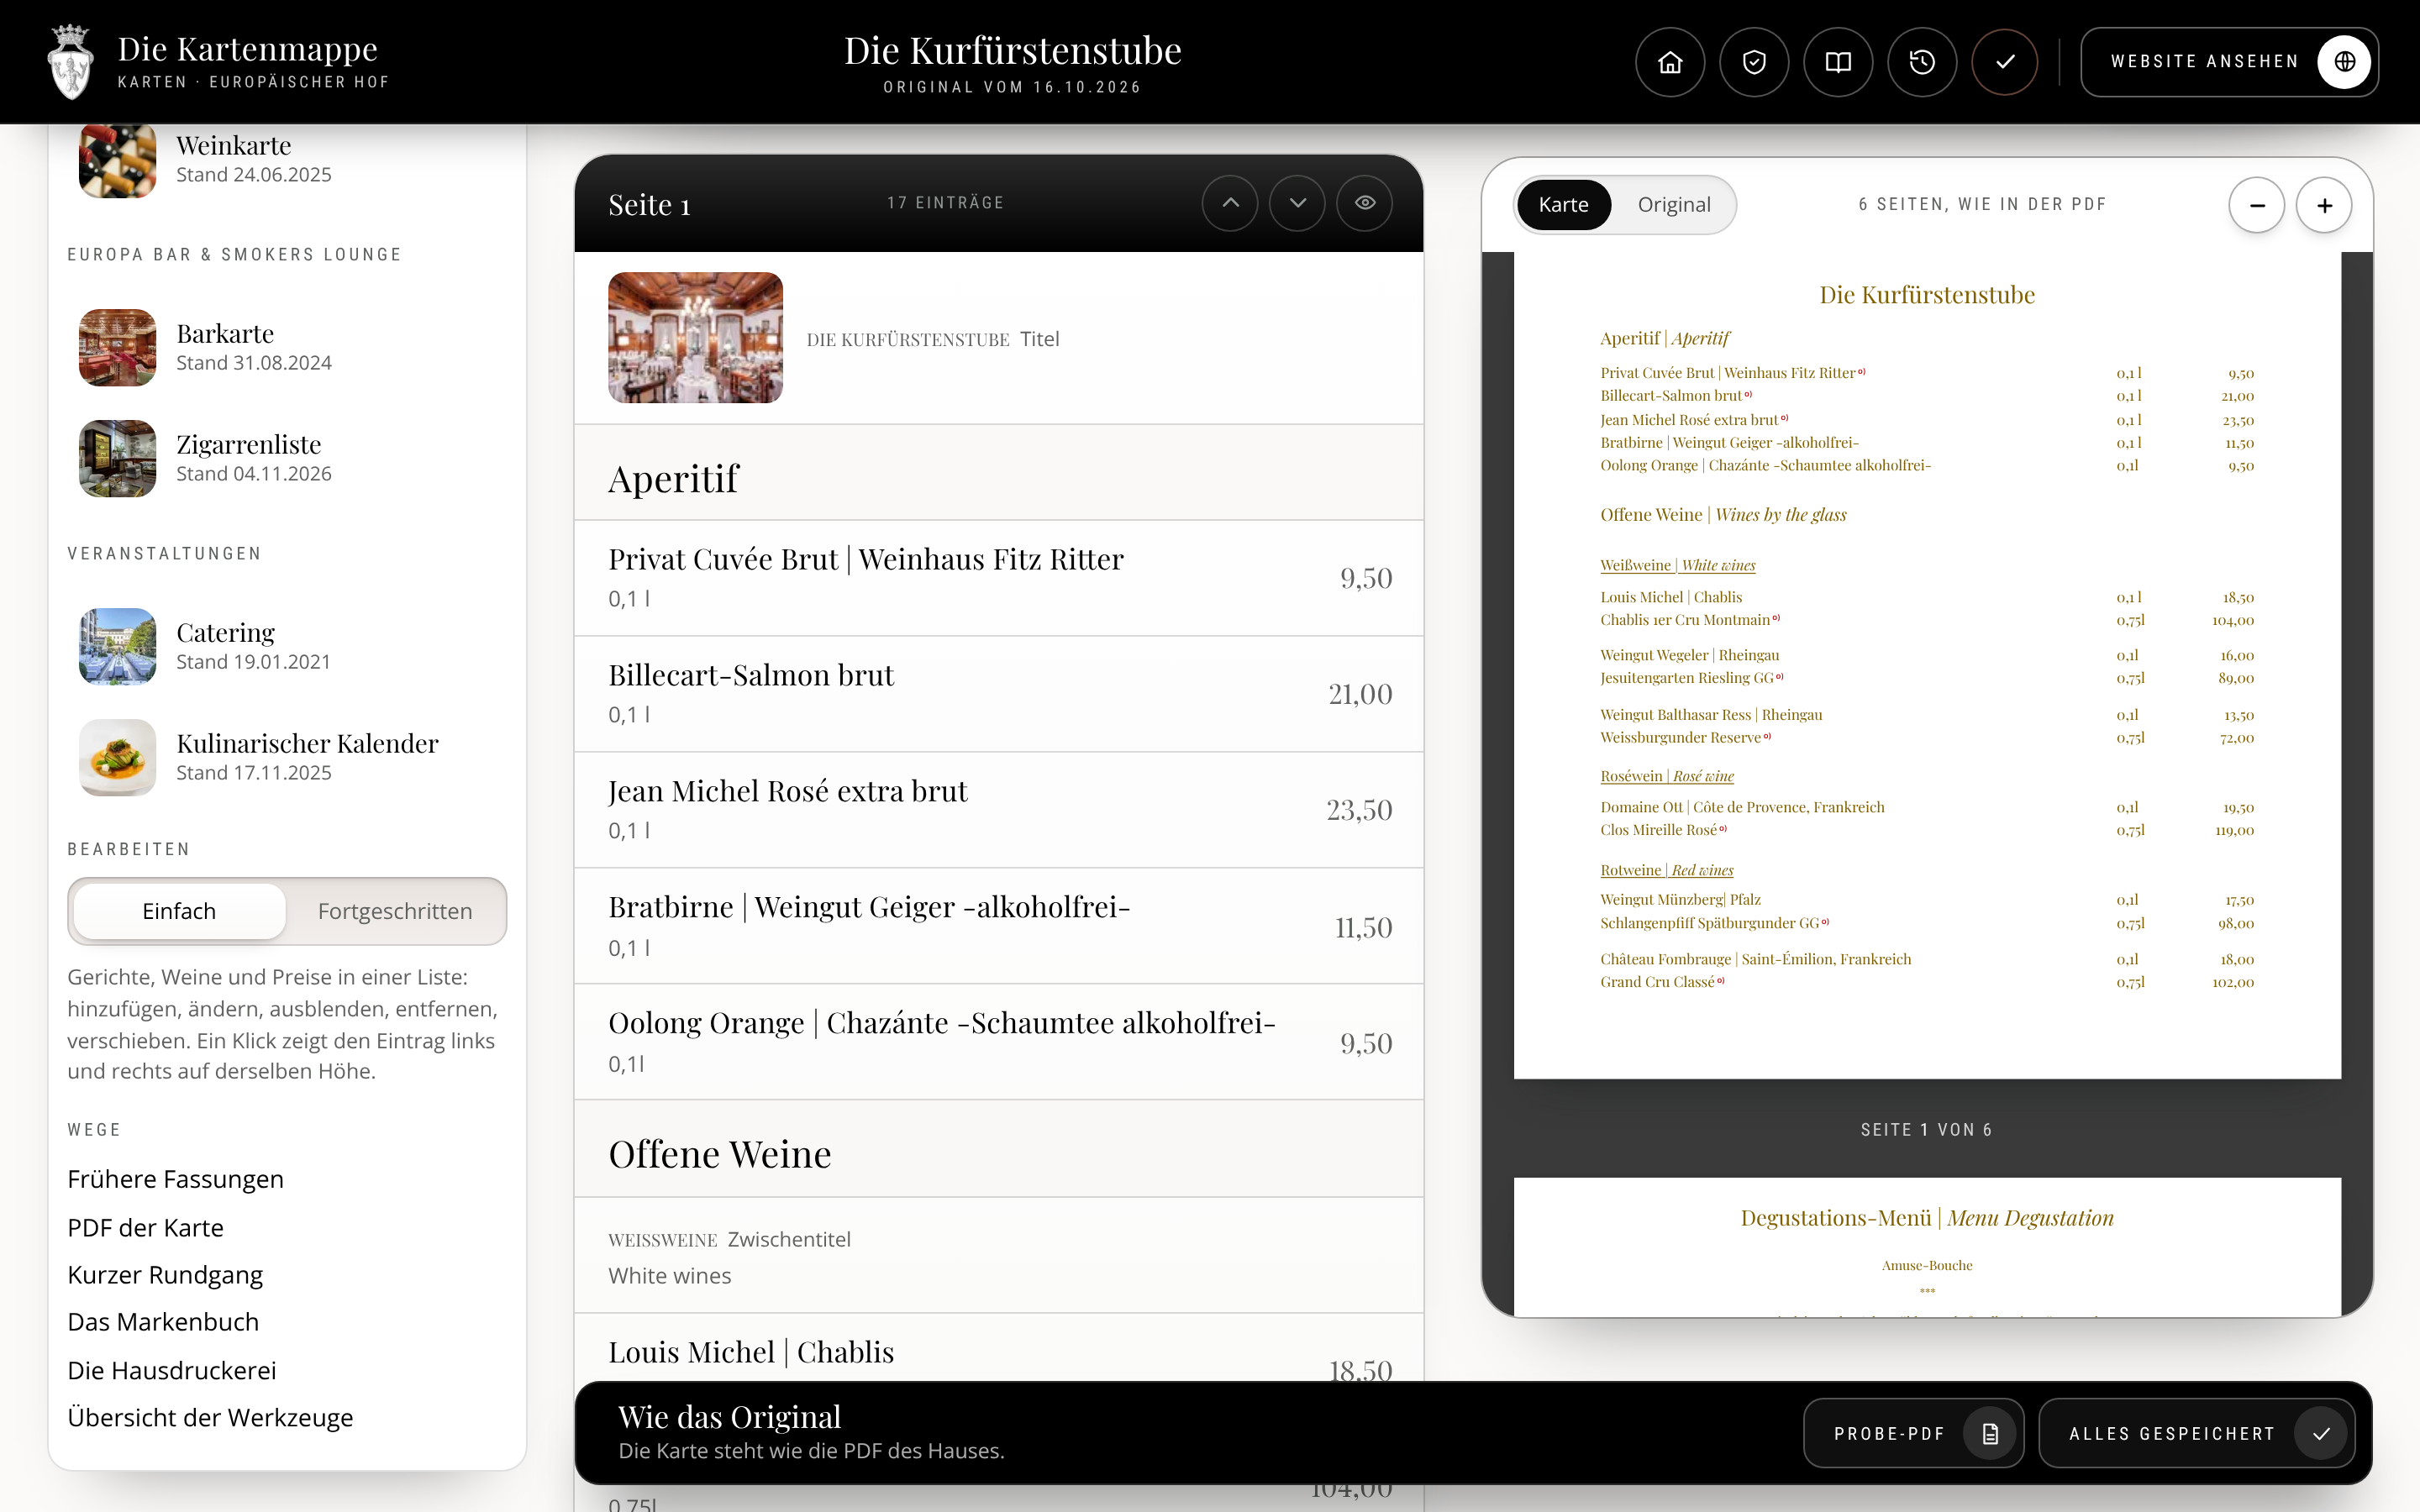 Die Kartenmappe
KARTEN · EUROPÄISCHER HOF
Die Kurfürstenstube
ORIGINAL VOM 16.10.2026
WEBSITE ANSEHEN
Weinkarte
Stand 24.06.2025
EUROPA BAR & SMOKERS LOUNGE
Barkarte
Stand 31.08.2024
Zigarrenliste
Stand 04.11.2026
VERANSTALTUNGEN
Catering
Stand 19.01.2021
Kulinarischer Kalender
Stand 17.11.2025
BEARBEITEN
Einfach
Fortgeschritten
Gerichte, Weine und Preise in einer Liste:
hinzufügen, ändern, ausblenden, entfernen,
verschieben. Ein Klick zeigt den Eintrag links
und rechts auf derselben Höhe.
WEGE
Frühere Fassungen
PDF der Karte
Kurzer Rundgang
Das Markenbuch
Die Hausdruckerei
Übersicht der Werkzeuge
Seite 1
17 EINTRÄGE
DIE KURFÜRSTENSTUBE Titel
Aperitif
Privat Cuvée Brut | Weinhaus Fitz Ritter
0,1 l
9,50
Billecart-Salmon brut
0,1 l
21,00
Jean Michel Rosé extra brut
0,1 l
23,50
Bratbirne | Weingut Geiger -alkoholfrei-
0,1 l
11,50
Oolong Orange | Chazánte -Schaumtee alkoholfrei-
0,1l
9,50
Offene Weine
WEISSWEINE Zwischentitel
White wines
Louis Michel | Chablis
18,50
104,00
0,75l
Karte
Original
6 SEITEN, WIE IN DER PDF
Die Kurfürstenstube
Aperitif | Aperitif
Privat Cuvée Brut | Weinhaus Fitz Ritter o) 0,1 l 9,50
Billecart-Salmon brut o) 0,1 l 21,00
Jean Michel Rosé extra brut o) 0,1 l 23,50
Bratbirne | Weingut Geiger -alkoholfrei- 0,1 l 11,50
Oolong Orange | Chazánte -Schaumtee alkoholfrei- 0,1l 9,50
Offene Weine | Wines by the glass
Weißweine | White wines
Louis Michel | Chablis 0,1 l 18,50
Chablis 1er Cru Montmain o) 0,75l 104,00
Weingut Wegeler | Rheingau 0,1l 16,00
Jesuitengarten Riesling GG o) 0,75l 89,00
Weingut Balthasar Ress | Rheingau 0,1l 13,50
Weissburgunder Reserve o) 0,75l 72,00
Roséwein | Rosé wine
Domaine Ott | Côte de Provence, Frankreich 0,1l 19,50
Clos Mireille Rosé o) 0,75l 119,00
Rotweine | Red wines
Weingut Münzberg| Pfalz 0,1l 17,50
Schlangenpfiff Spätburgunder GG o) 0,75l 98,00
Château Fombrauge | Saint-Émilion, Frankreich 0,1l 18,00
Grand Cru Classé o) 0,75l 102,00
SEITE 1 VON 6
Degustations-Menü | Menu Degustation
Amuse-Bouche
***
Wie das Original
Die Karte steht wie die PDF des Hauses.
PROBE-PDF
ALLES GESPEICHERT